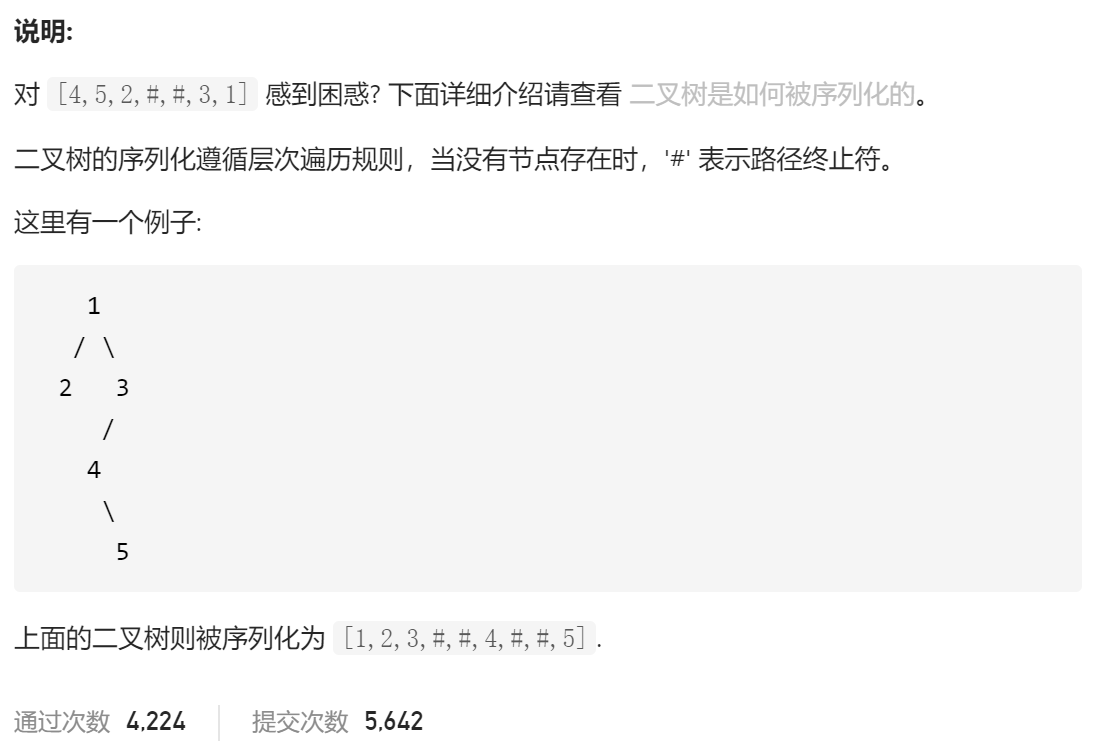 说明:
对 [4,5,2,#,#,3,1] 感到困惑? 下面详细介绍请查看 二叉树是如何被序列化的。
二叉树的序列化遵循层次遍历规则，当没有节点存在时，'#' 表示路径终止符。
这里有一个例子:
1
/ \
2 3
/
4
\
5
上面的二叉树则被序列化为 [1,2,3,#,#,4,#,#,5].
通过次数 4,224 提交次数 5,642